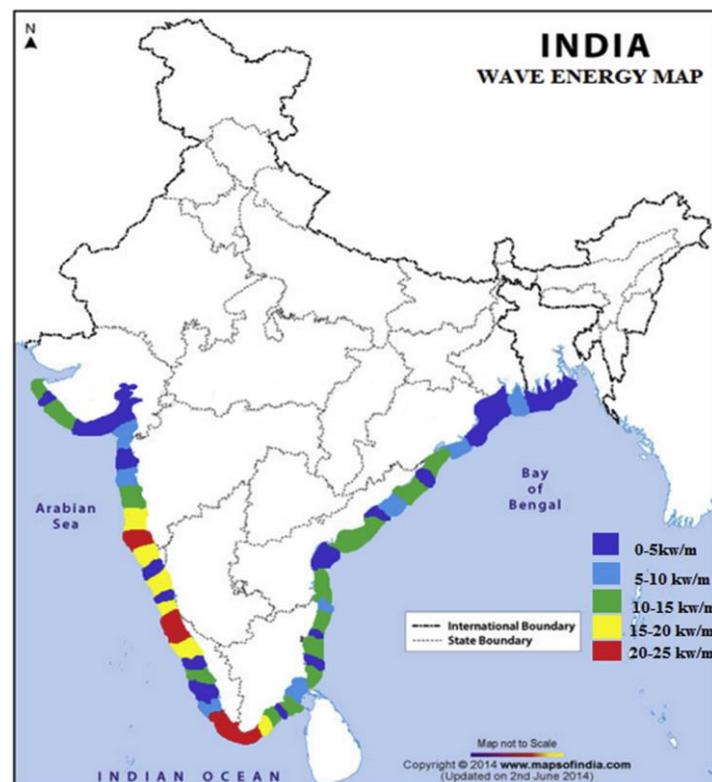 N
INDIA
WAVE ENERGY MAP
Arabian
Sea
Bay
of
Bengal
0-5kw/m
5-10 kw/m
10-15 kw/m
15-20 kw/m
20-25 kw/m
International Boundary
State Boundary
Map not to Scale
Copyright © 2014 www.mapsofindia.com
(Updated on 2nd June 2014)
INDIAN OCEAN